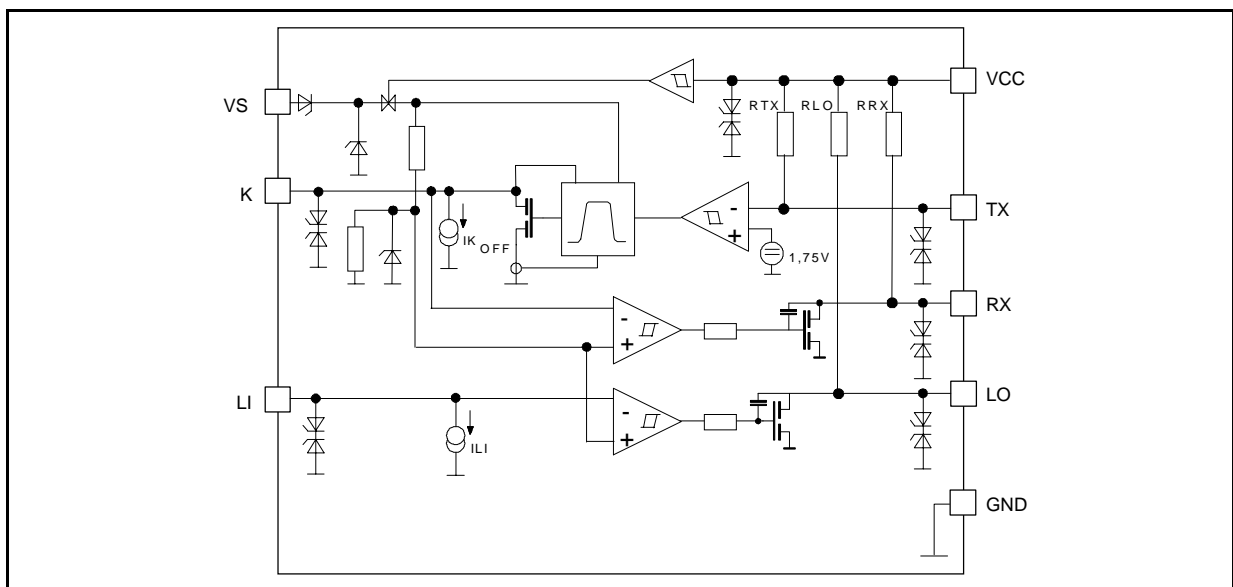 VS
VCC
RTX
RLO
RRX
K
TX
IK
OFF
-
+
1,75V
-
+
RX
LI
LO
-
+
ILI
GND